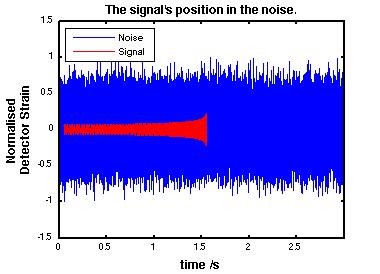 The signal's position in the noise.
Noise
Signal
Normalised
Detector Strain
1.5
1
0.5
0
-0.5
-1
-1.5
0
0.5
1
1.5
2
2.5
time /s